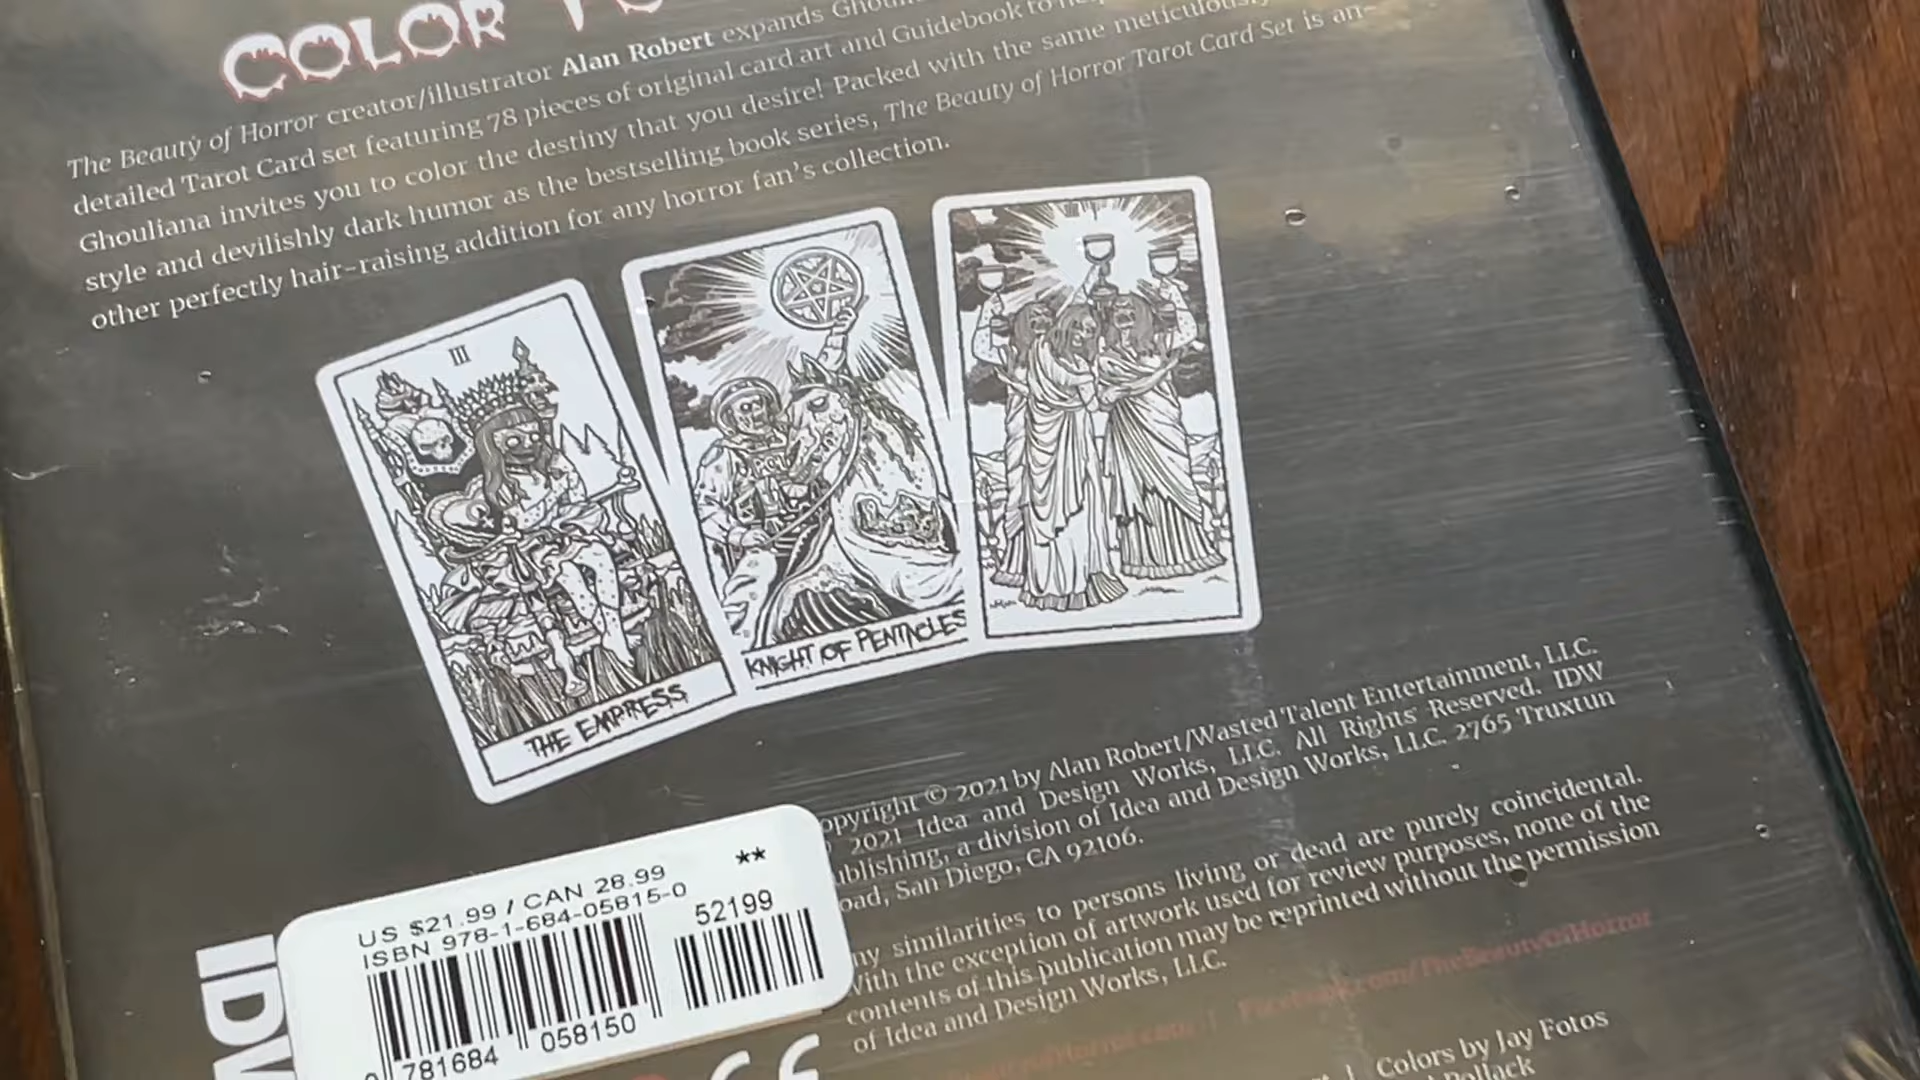 COLOR
The Beauty of Horror creator/illustrator Alan Robert expands
detailed Tarot Card set featuring 78 pieces of original card art and Guidebook to
Ghouliana invites you to color the destiny that you desire! Packed with the same meticulously
style and devilishly dark humor as the bestselling book series, The Beauty of Horror Tarot Card Set is an-
other perfectly hair-raising addition for any horror fan's collection.
III
THE EMPRESS
KNIGHT OF PENTACLES
opyright © 2021 by Alan Robert/Wasted Talent Entertainment, LLC.
2021 Idea and Design Works, LLC. All Rights Reserved. IDW
ublishing, a division of Idea and Design Works, LLC. 2765 Truxtun
oad, San Diego, CA 92106.
ny similarities to persons living or dead are purely coincidental.
With the exception of artwork used for review purposes, none of the
contents of this publication may be reprinted without the permission
of Idea and Design Works, LLC.
Facebook.com/TheBeautyOfHorror
| Colors by Jay Fotos
Pollack
IDW
US $21.99 / CAN 28.99
**
ISBN 978-1-684-05815-0
52199
781684 058150
CE